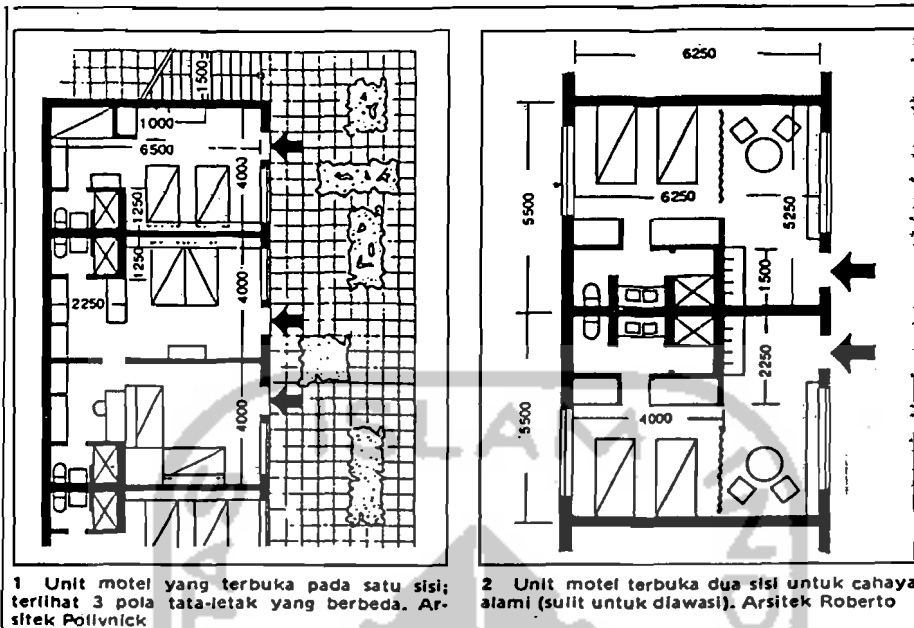 1500
1000
6500
4000
1250
1250
4000
2250
4000
1 Unit motel yang terbuka pada satu sisi;
terlihat 3 pola tata-letak yang berbeda. Ar-
sitek Pollvnick
6250
5500
6250
5250
1500
2250
5500
4000
2 Unit motel terbuka dua sisi untuk cahaya
alami (sulit untuk diawasi). Arsitek Roberto
ISLAM